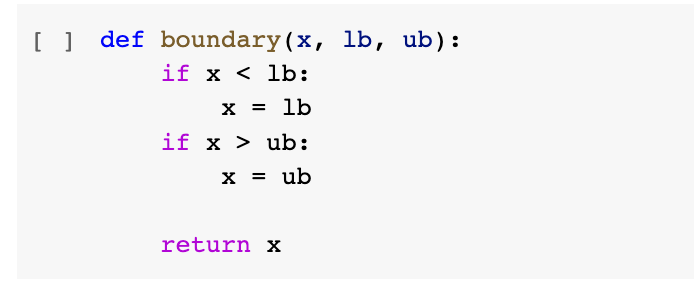 [ ] def boundary(x, lb, ub):
        if x < lb:
            x = lb
        if x > ub:
            x = ub

        return x